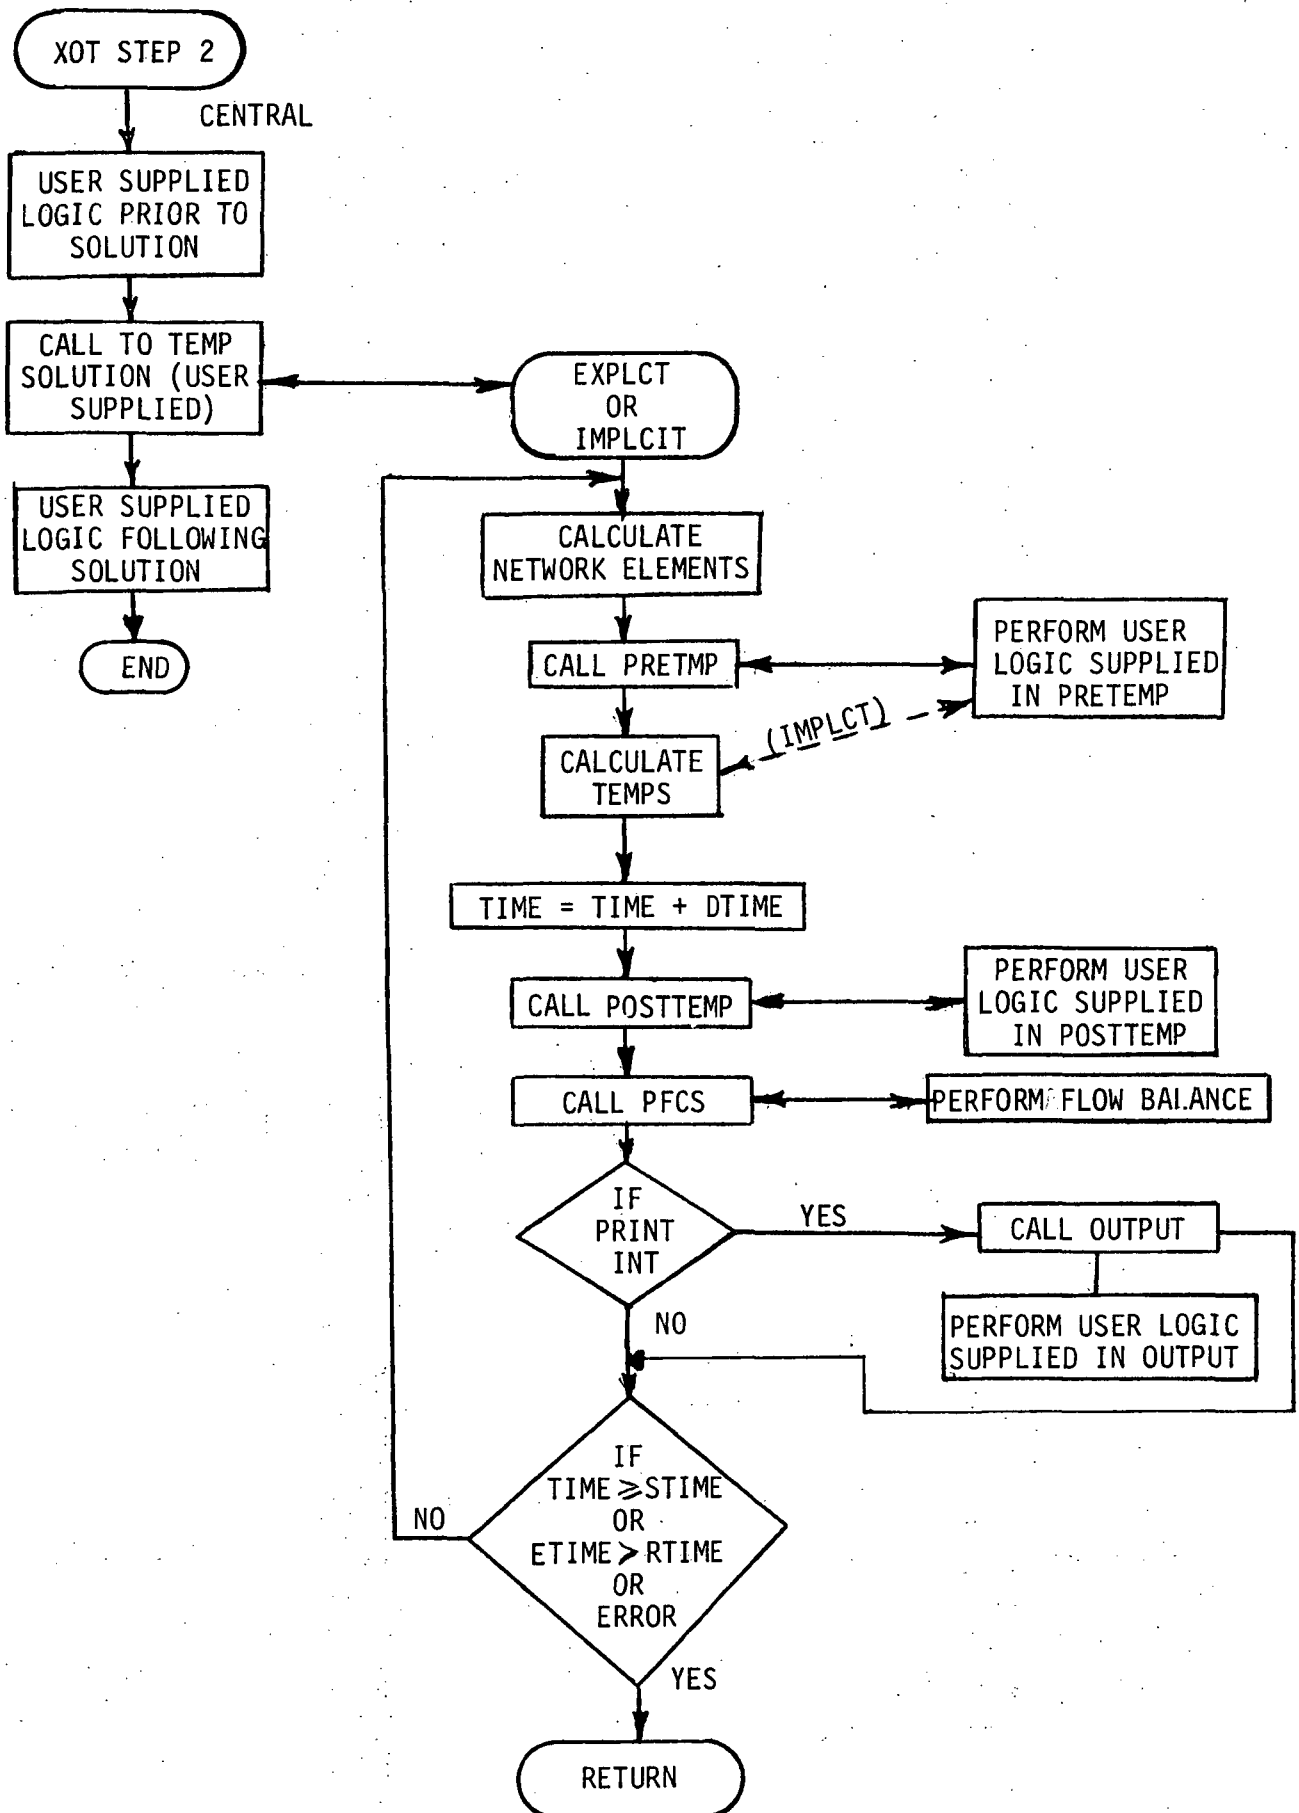 XOT STEP 2
CENTRAL
USER SUPPLIED
LOGIC PRIOR TO
SOLUTION
CALL TO TEMP
SOLUTION (USER
SUPPLIED)
USER SUPPLIED
LOGIC FOLLOWING
SOLUTION
END
EXPLCT
OR
IMPLCIT
CALCULATE
NETWORK ELEMENTS
CALL PRETMP
PERFORM USER
LOGIC SUPPLIED
IN PRETEMP
(IMPLCT)
CALCULATE
TEMPS
TIME = TIME + DTIME
CALL POSTTEMP
PERFORM USER
LOGIC SUPPLIED
IN POSTTEMP
CALL PFCS
PERFORM FLOW BALANCE
IF
PRINT
INT
YES
CALL OUTPUT
PERFORM USER LOGIC
SUPPLIED IN OUTPUT
NO
IF
TIME ⩾ STIME
OR
ETIME > RTIME
OR
ERROR
NO
YES
RETURN